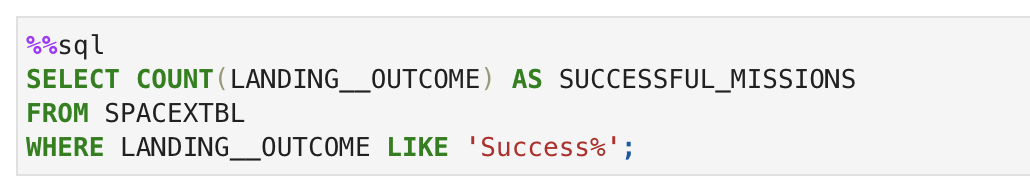 %%sql
SELECT COUNT(LANDING__OUTCOME) AS SUCCESSFUL_MISSIONS
FROM SPACEXTBL
WHERE LANDING__OUTCOME LIKE 'Success%';